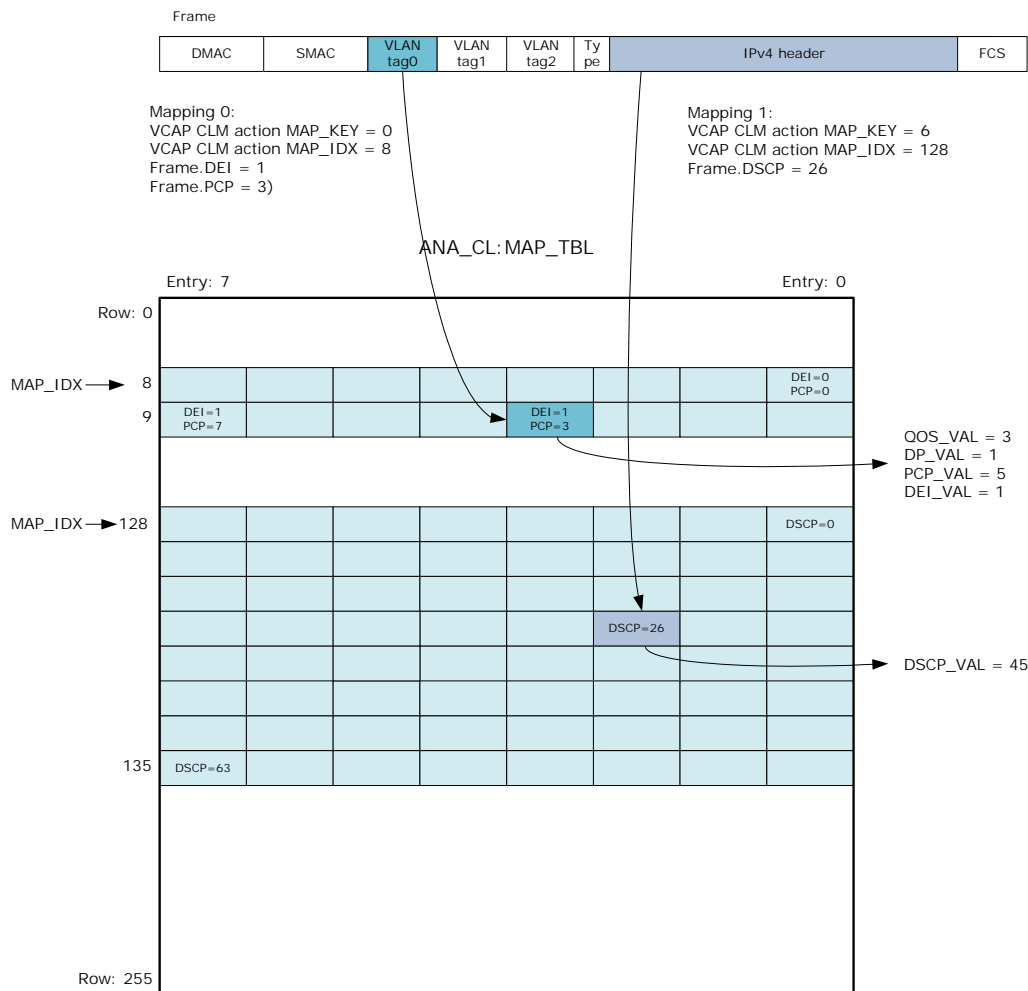 Frame
DMAC SMAC VLAN tag0 VLAN tag1 VLAN tag2 Ty pe IPv4 header FCS
Mapping 0:
VCAP CLM action MAP_KEY = 0
VCAP CLM action MAP_IDX = 8
Frame.DEI = 1
Frame.PCP = 3)
Mapping 1:
VCAP CLM action MAP_KEY = 6
VCAP CLM action MAP_IDX = 128
Frame.DSCP = 26
ANA_CL:MAP_TBL
Entry: 7 Entry: 0
Row: 0
MAP_IDX 8
DEI=0
PCP=0
9
DEI=1
PCP=7
DEI=1
PCP=3
QOS_VAL = 3
DP_VAL = 1
PCP_VAL = 5
DEI_VAL = 1
MAP_IDX 128 DSCP=0
DSCP=26
DSCP_VAL = 45
135 DSCP=63
Row: 255